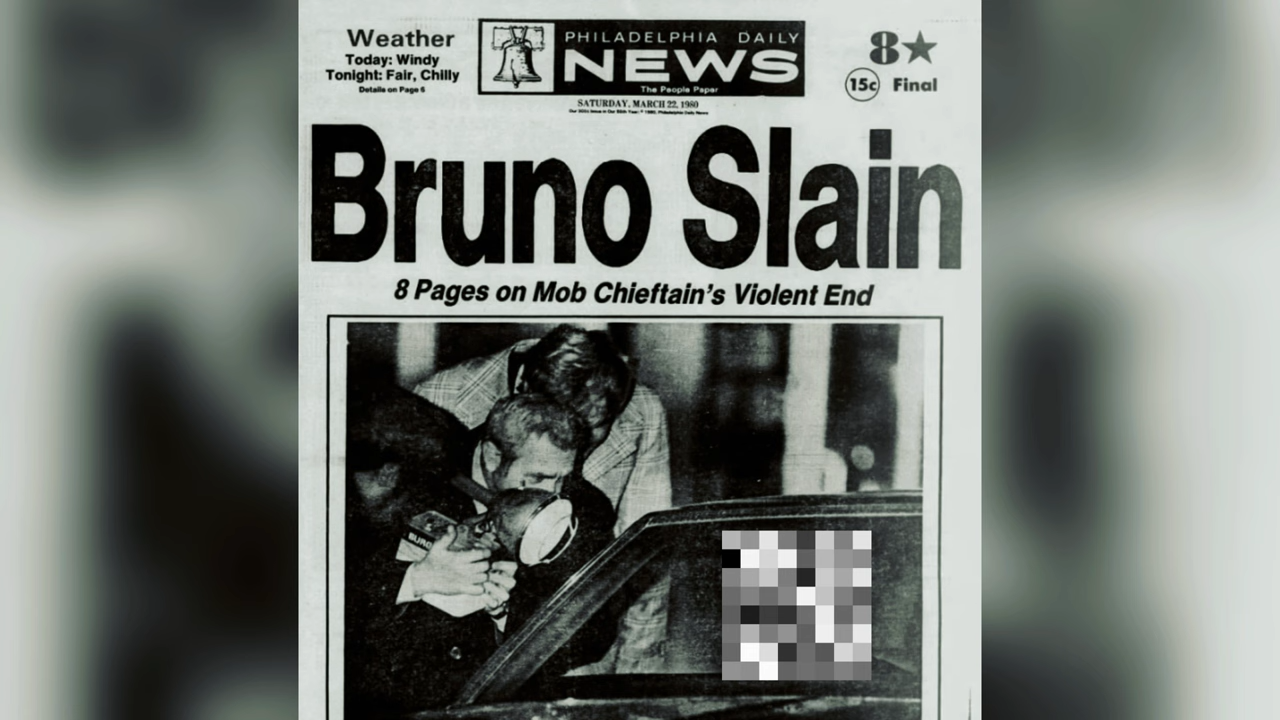 Weather
Today: Windy
Tonight: Fair, Chilly
Details on Page 6
PHILADELPHIA DAILY
NEWS
The People Paper
8★
15c Final
SATURDAY, MARCH 22, 1980
Bruno Slain
8 Pages on Mob Chieftain's Violent End